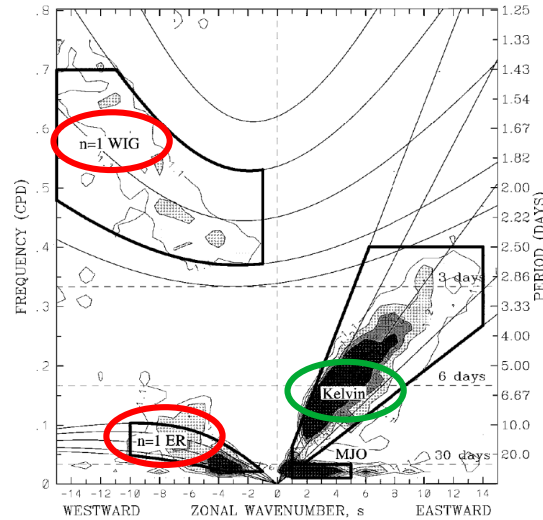 .8
.7
.6
.5
.4
.3
.2
.1
0
FREQUENCY (CPD)
1.25
1.43
1.54
1.67
1.82
2.00
2.22
2.50
2.86
3.33
4.00
5.00
6.67
10.0
20.0
PERIOD (DAYS)
n=1 WIG
3 days
6 days
Kelvin
n=1 ER
MJO
30 days
-14 -12 -10 -8 -6 -4 -2 0 2 4 6 8 10 12 14
WESTWARD ZONAL WAVENUMBER, s EASTWARD